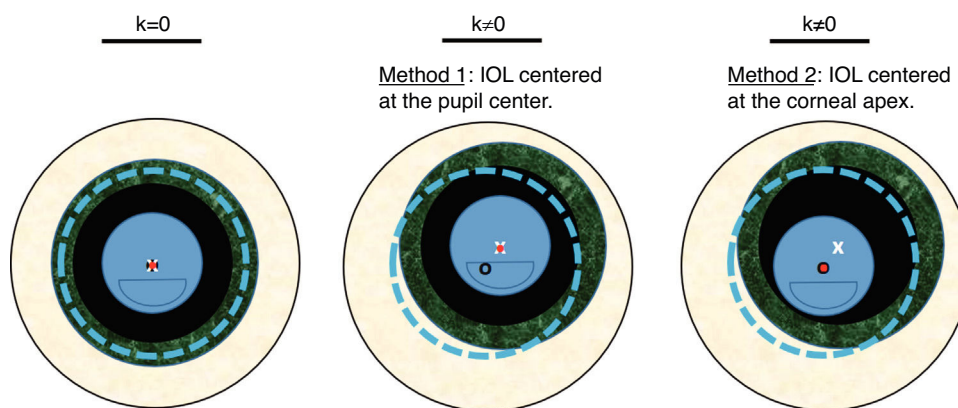 k=0
k≠0
k≠0
Method 1: IOL centered
at the pupil center.
Method 2: IOL centered
at the corneal apex.
x
x
o
x
o